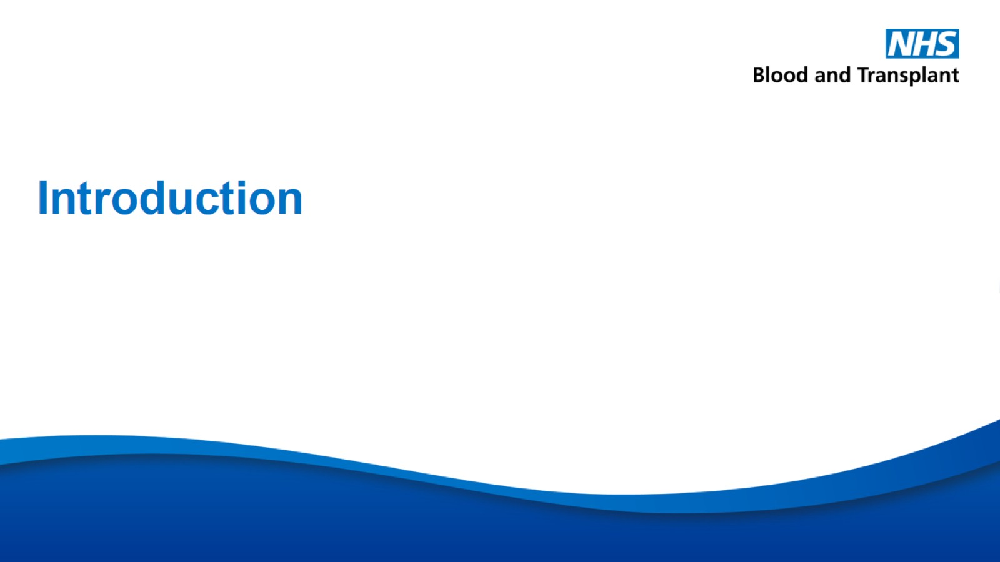 NHS
Blood and Transplant
Introduction